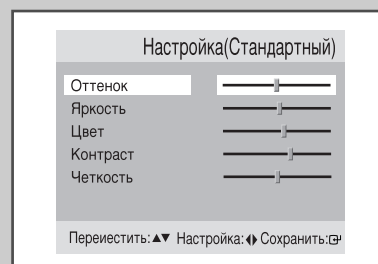 Настройка(Стандартный)
Оттенок
Яркость
Цвет
Контраст
Четкость
Переиестить:▲▼ Настройка:◀▶ Сохранить: